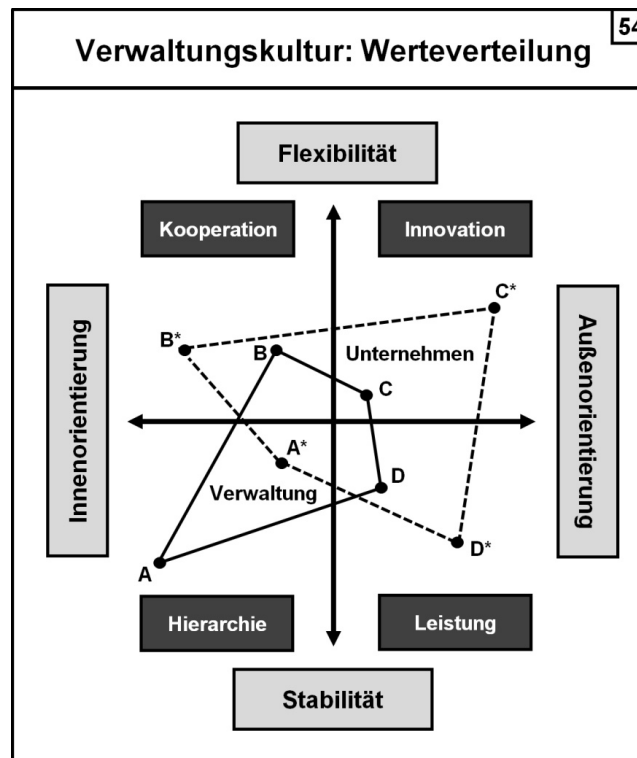 54
Verwaltungskultur: Werteverteilung
Flexibilität
Kooperation
Innovation
Innenorientierung
Außenorientierung
C*
B*
B
Unternehmen
C
A*
Verwaltung
D
D*
A
Hierarchie
Leistung
Stabilität